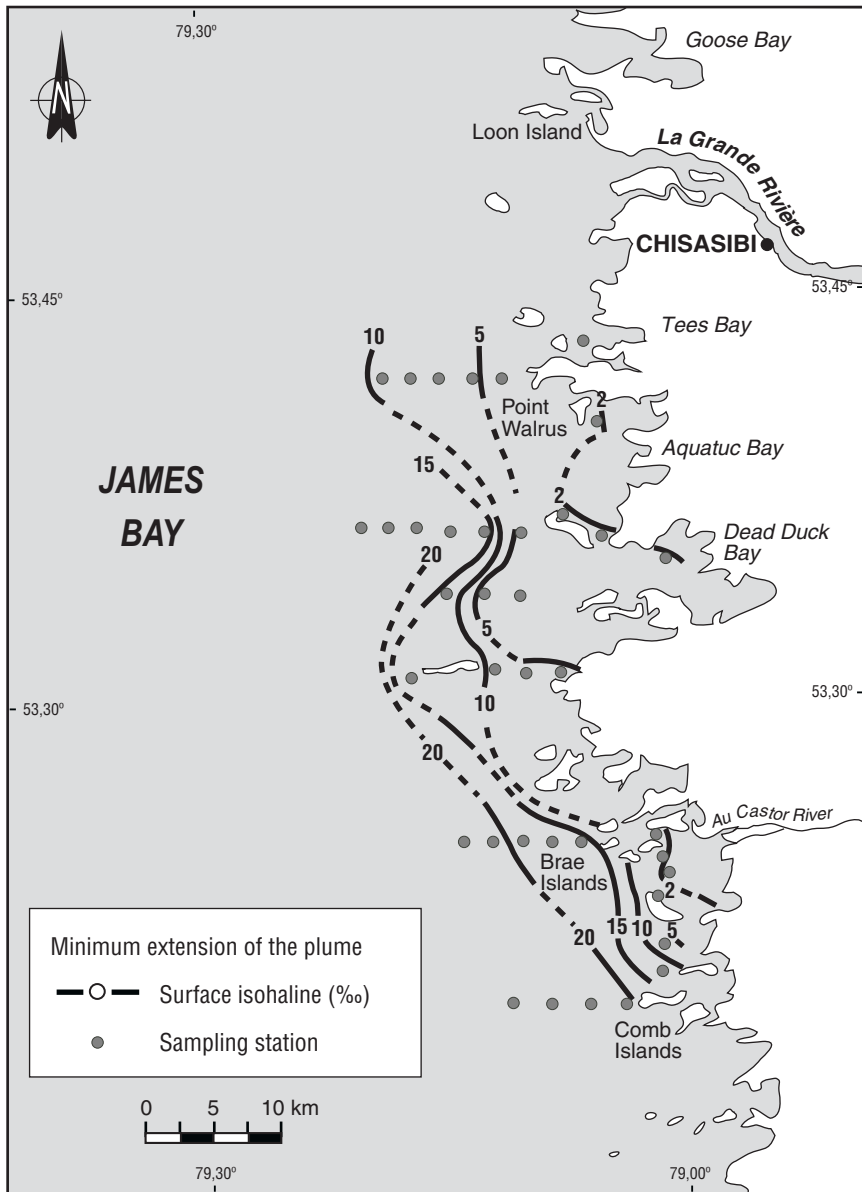 79,30º
Goose Bay
N
Loon Island
La Grande Rivière
CHISASIBI
53,45º
53,45º
Tees Bay
10
5
Point
Walrus
2
Aquatuc Bay
15
JAMES
BAY
2
Dead Duck
Bay
20
5
53,30º
53,30º
10
20
Au Castor River
Brae
Islands
2
15
10
5
20
Comb
Islands
Minimum extension of the plume
Surface isohaline (‰)
Sampling station
0 5 10 km
79,30º
79,00º